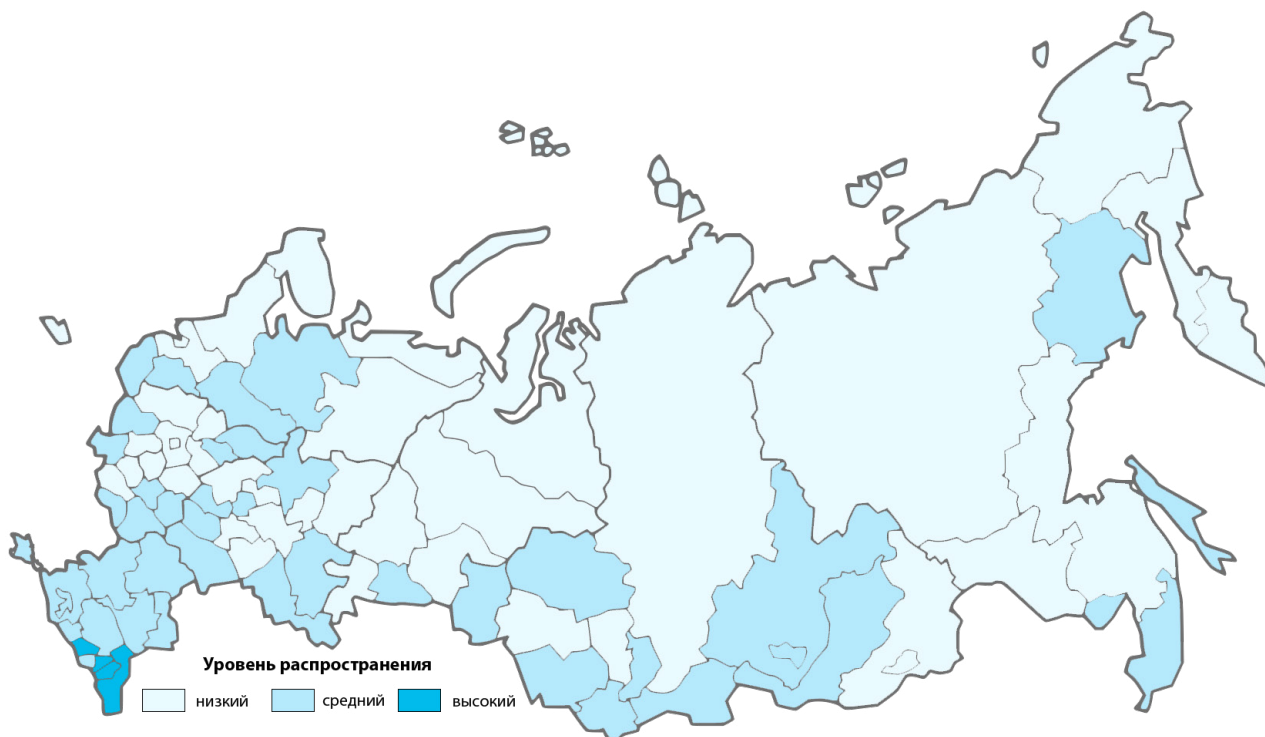 Уровень распространения
низкий средний высокий